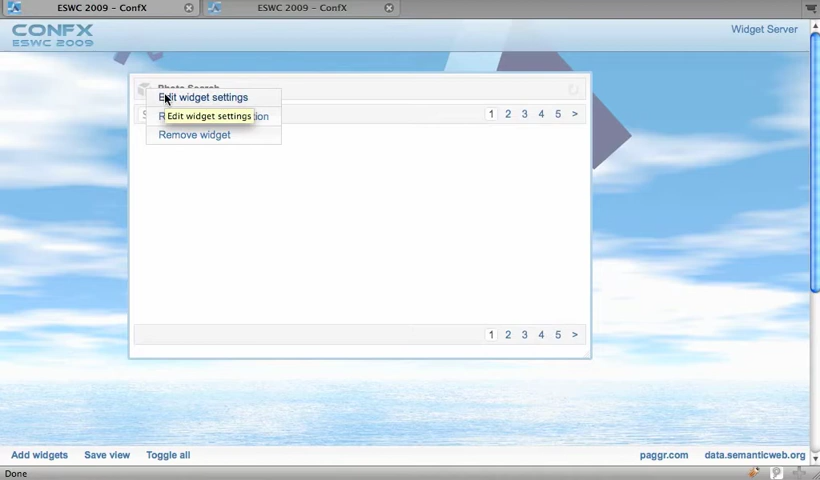 ESWC 2009 - ConfX
ESWC 2009 - ConfX
CONFX
ESWC 2009
Widget Server
Photo Search
Edit widget settings
Edit widget settings
Remove widget
1 2 3 4 5 >
1 2 3 4 5 >
Add widgets Save view Toggle all
paggr.com data.semanticweb.org
Done